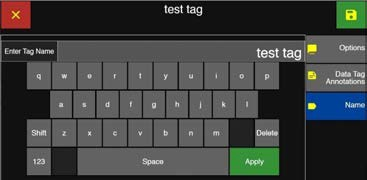 test tag
Enter Tag Name test tag
q w e r t y u i o p
a s d f g h j k l
Shift z x c v b n m Delete
123 Space Apply
Options
Data Tag
Annotations
Name